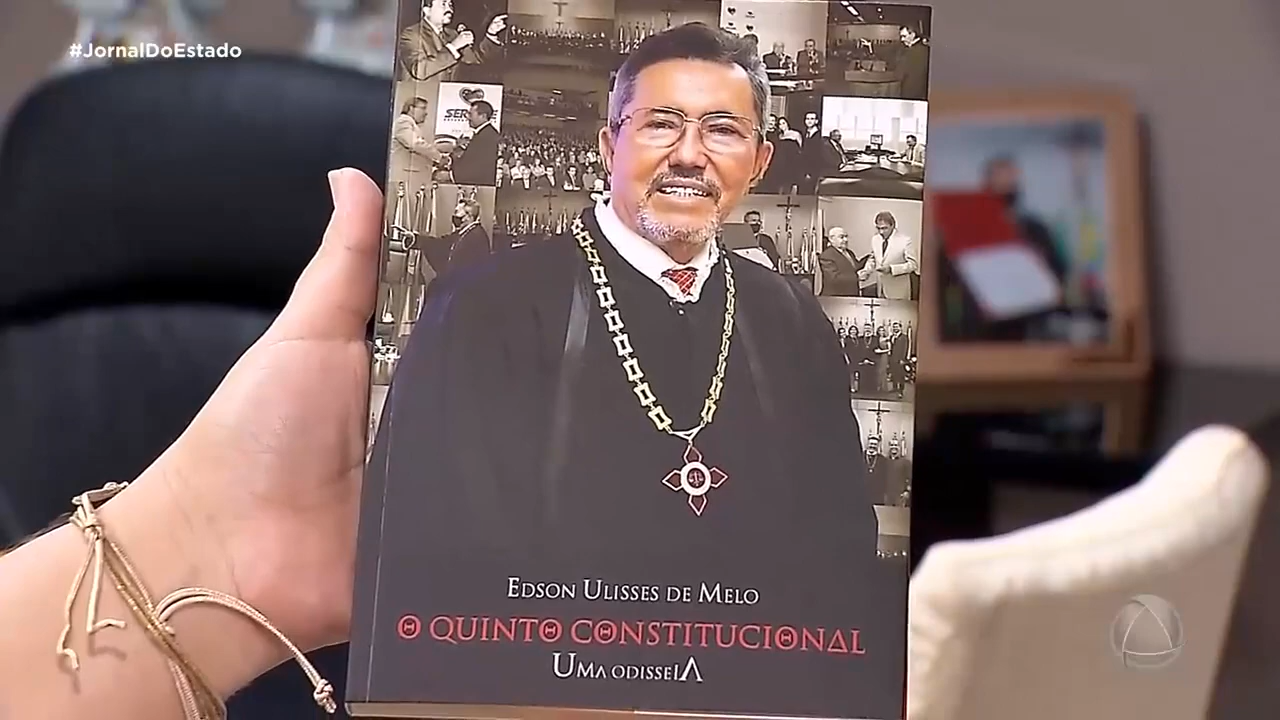 #JornalDoEstado
Edson Ulisses de Melo
O QUINTO CONSTITUCIONAL
Uma odisseia